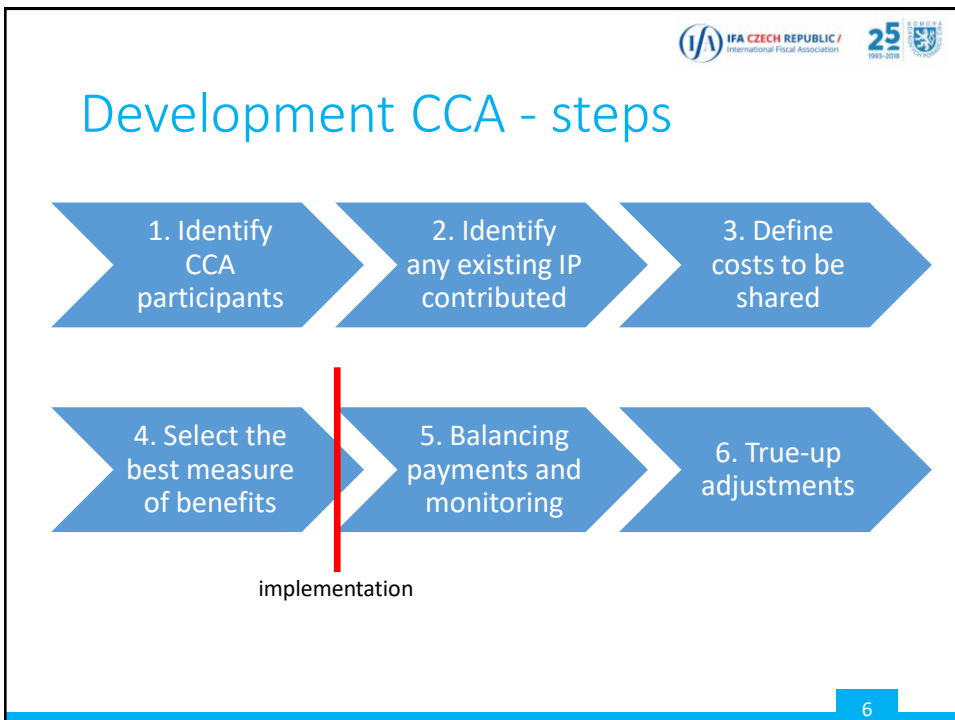 IFA CZECH REPUBLIC /
International Fiscal Association
25
1993-2018
KOMORA
Development CCA - steps
1. Identify
CCA
participants
2. Identify
any existing IP
contributed
3. Define
costs to be
shared
4. Select the
best measure
of benefits
5. Balancing
payments and
monitoring
6. True-up
adjustments
implementation
6